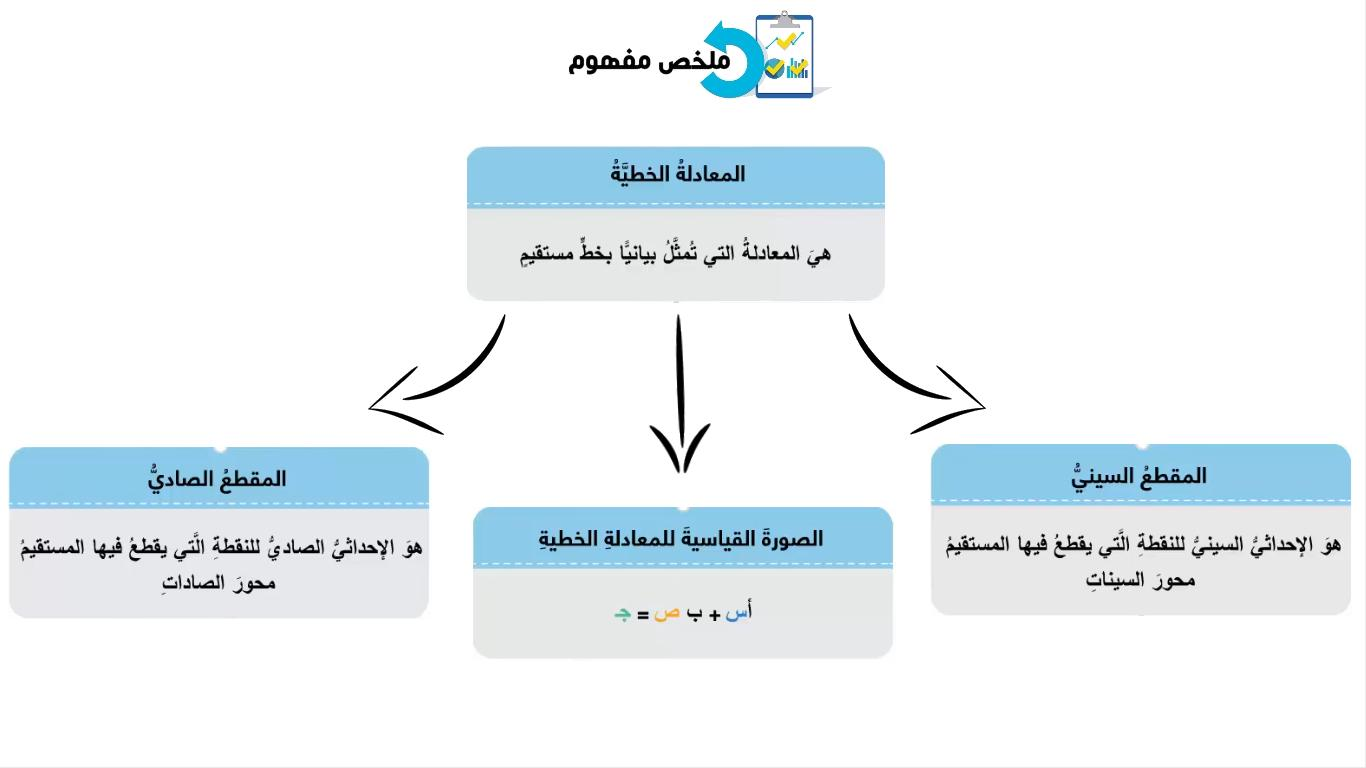 ملخص مفهوم
المعادلةُ الخطيَّةُ
هيَ المعادلةُ التي تُمثَّلُ بيانيًّا بخطٍّ مستقيمٍ
المقطعُ السينيُّ
هوَ الإحداثيُّ السينيُّ للنقطةِ الَّتي يقطعُ فيها المستقيمُ
محورَ السيناتِ
الصورةَ القياسيةَ للمعادلةِ الخطيةِ
أس + ب ص = جـ
المقطعُ الصاديُّ
هوَ الإحداثيُّ الصاديُّ للنقطةِ الَّتي يقطعُ فيها المستقيمُ
محورَ الصاداتِ